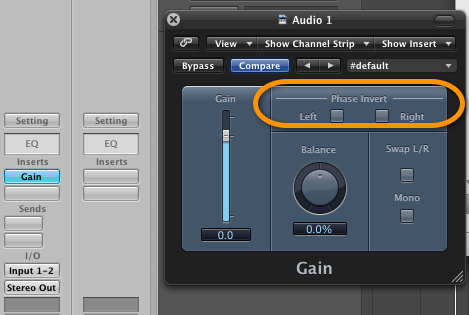 Audio 1
View
Show Channel Strip
Show Insert
Bypass
Compare
#default
Gain
Phase Invert
Left
Right
Balance
Swap L/R
Mono
0.0
0.0%
Gain
Setting
Setting
EQ
EQ
Inserts
Inserts
Gain
Sends
I/O
Input 1-2
Stereo Out